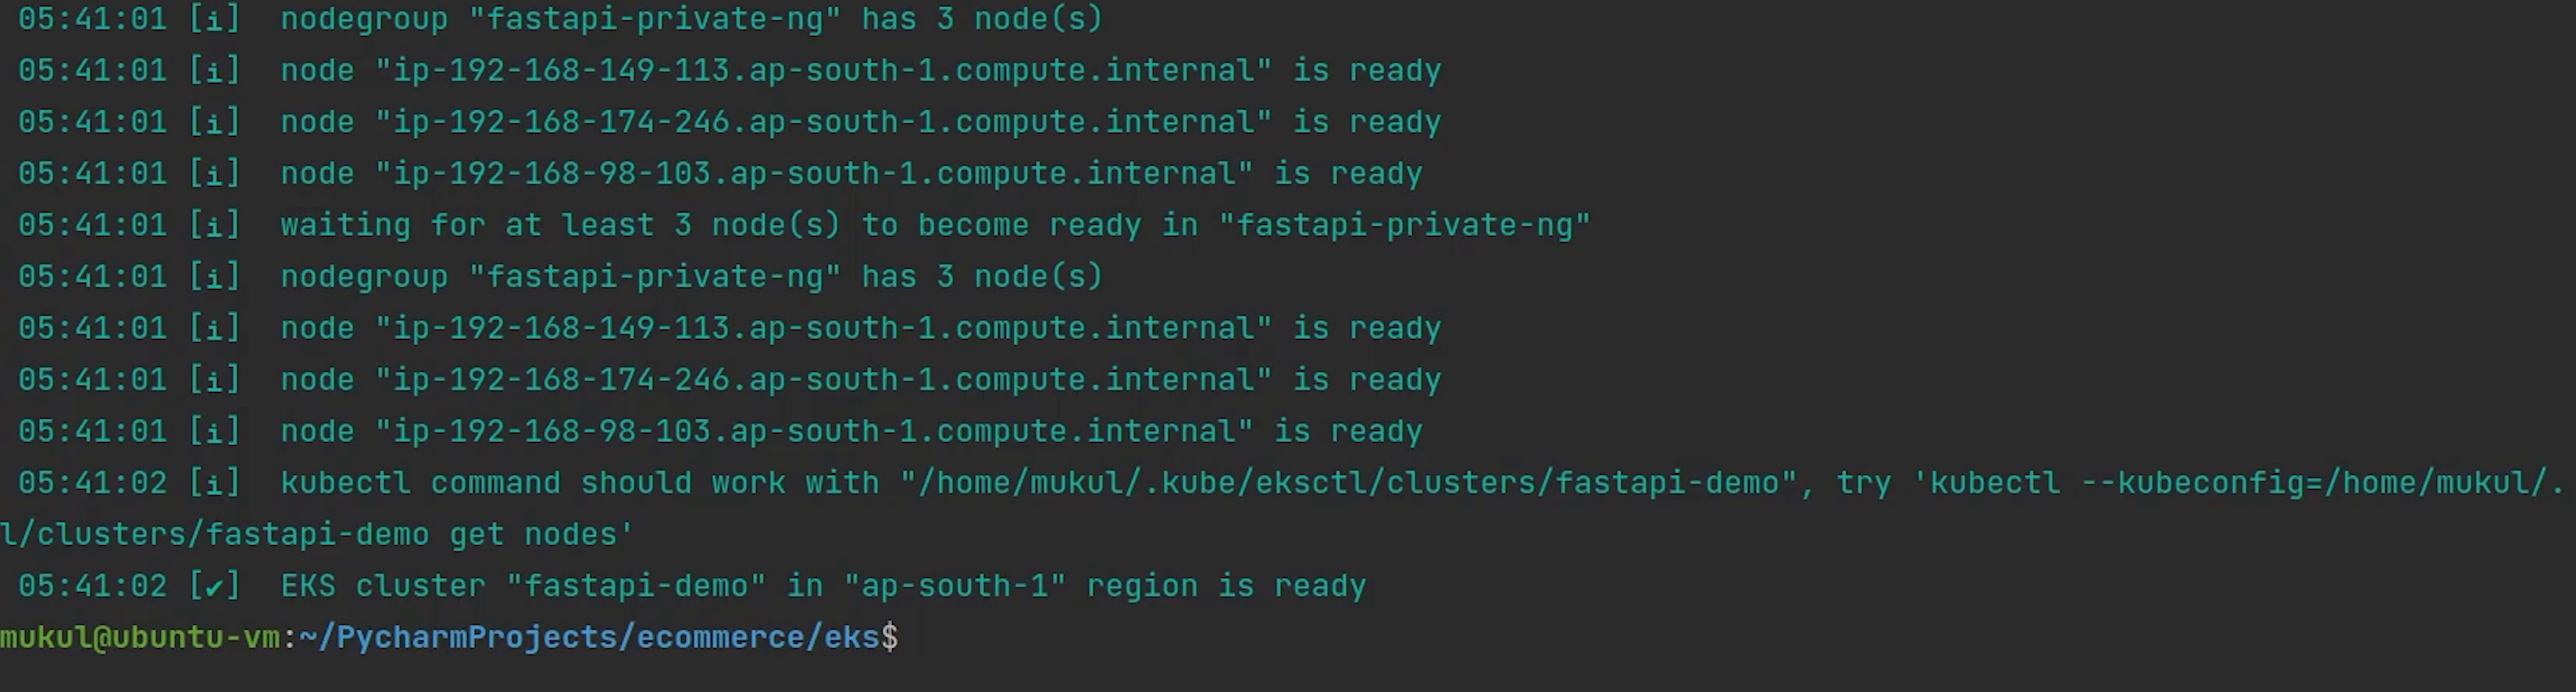 05:41:01 [i]  nodegroup "fastapi-private-ng" has 3 node(s)
05:41:01 [i]  node "ip-192-168-149-113.ap-south-1.compute.internal" is ready
05:41:01 [i]  node "ip-192-168-174-246.ap-south-1.compute.internal" is ready
05:41:01 [i]  node "ip-192-168-98-103.ap-south-1.compute.internal" is ready
05:41:01 [i]  waiting for at least 3 node(s) to become ready in "fastapi-private-ng"
05:41:01 [i]  nodegroup "fastapi-private-ng" has 3 node(s)
05:41:01 [i]  node "ip-192-168-149-113.ap-south-1.compute.internal" is ready
05:41:01 [i]  node "ip-192-168-174-246.ap-south-1.compute.internal" is ready
05:41:01 [i]  node "ip-192-168-98-103.ap-south-1.compute.internal" is ready
05:41:02 [i]  kubectl command should work with "/home/mukul/.kube/eksctl/clusters/fastapi-demo", try 'kubectl --kubeconfig=/home/mukul/.
l/clusters/fastapi-demo get nodes'
05:41:02 [✔]  EKS cluster "fastapi-demo" in "ap-south-1" region is ready
mukul@ubuntu-vm:~/PycharmProjects/ecommerce/eks$